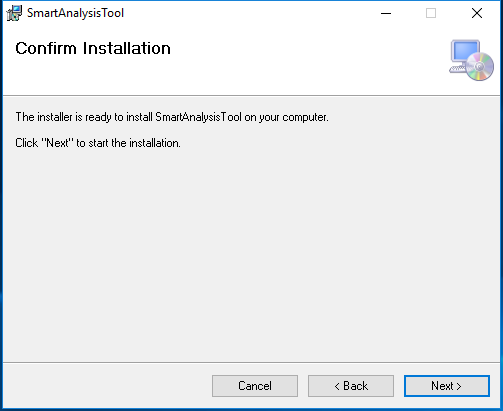 SmartAnalysisTool
Confirm Installation
The installer is ready to install SmartAnalysisTool on your computer.
Click "Next" to start the installation.
Cancel
< Back
Next >